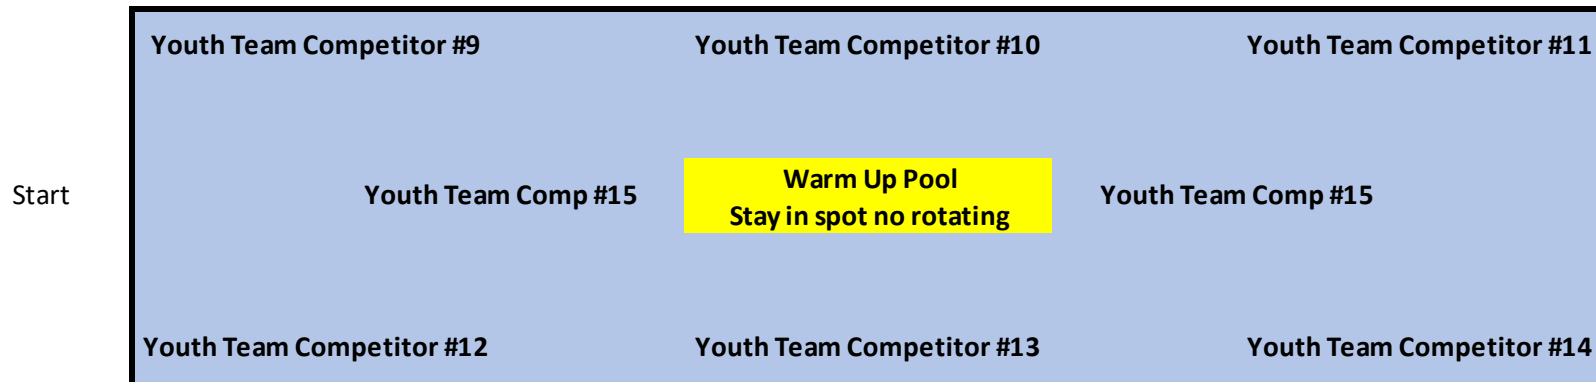 Youth Team Competitor #9 Youth Team Competitor #10 Youth Team Competitor #11
Start Youth Team Comp #15 Warm Up Pool Youth Team Comp #15
Stay in spot no rotating
Youth Team Competitor #12 Youth Team Competitor #13 Youth Team Competitor #14